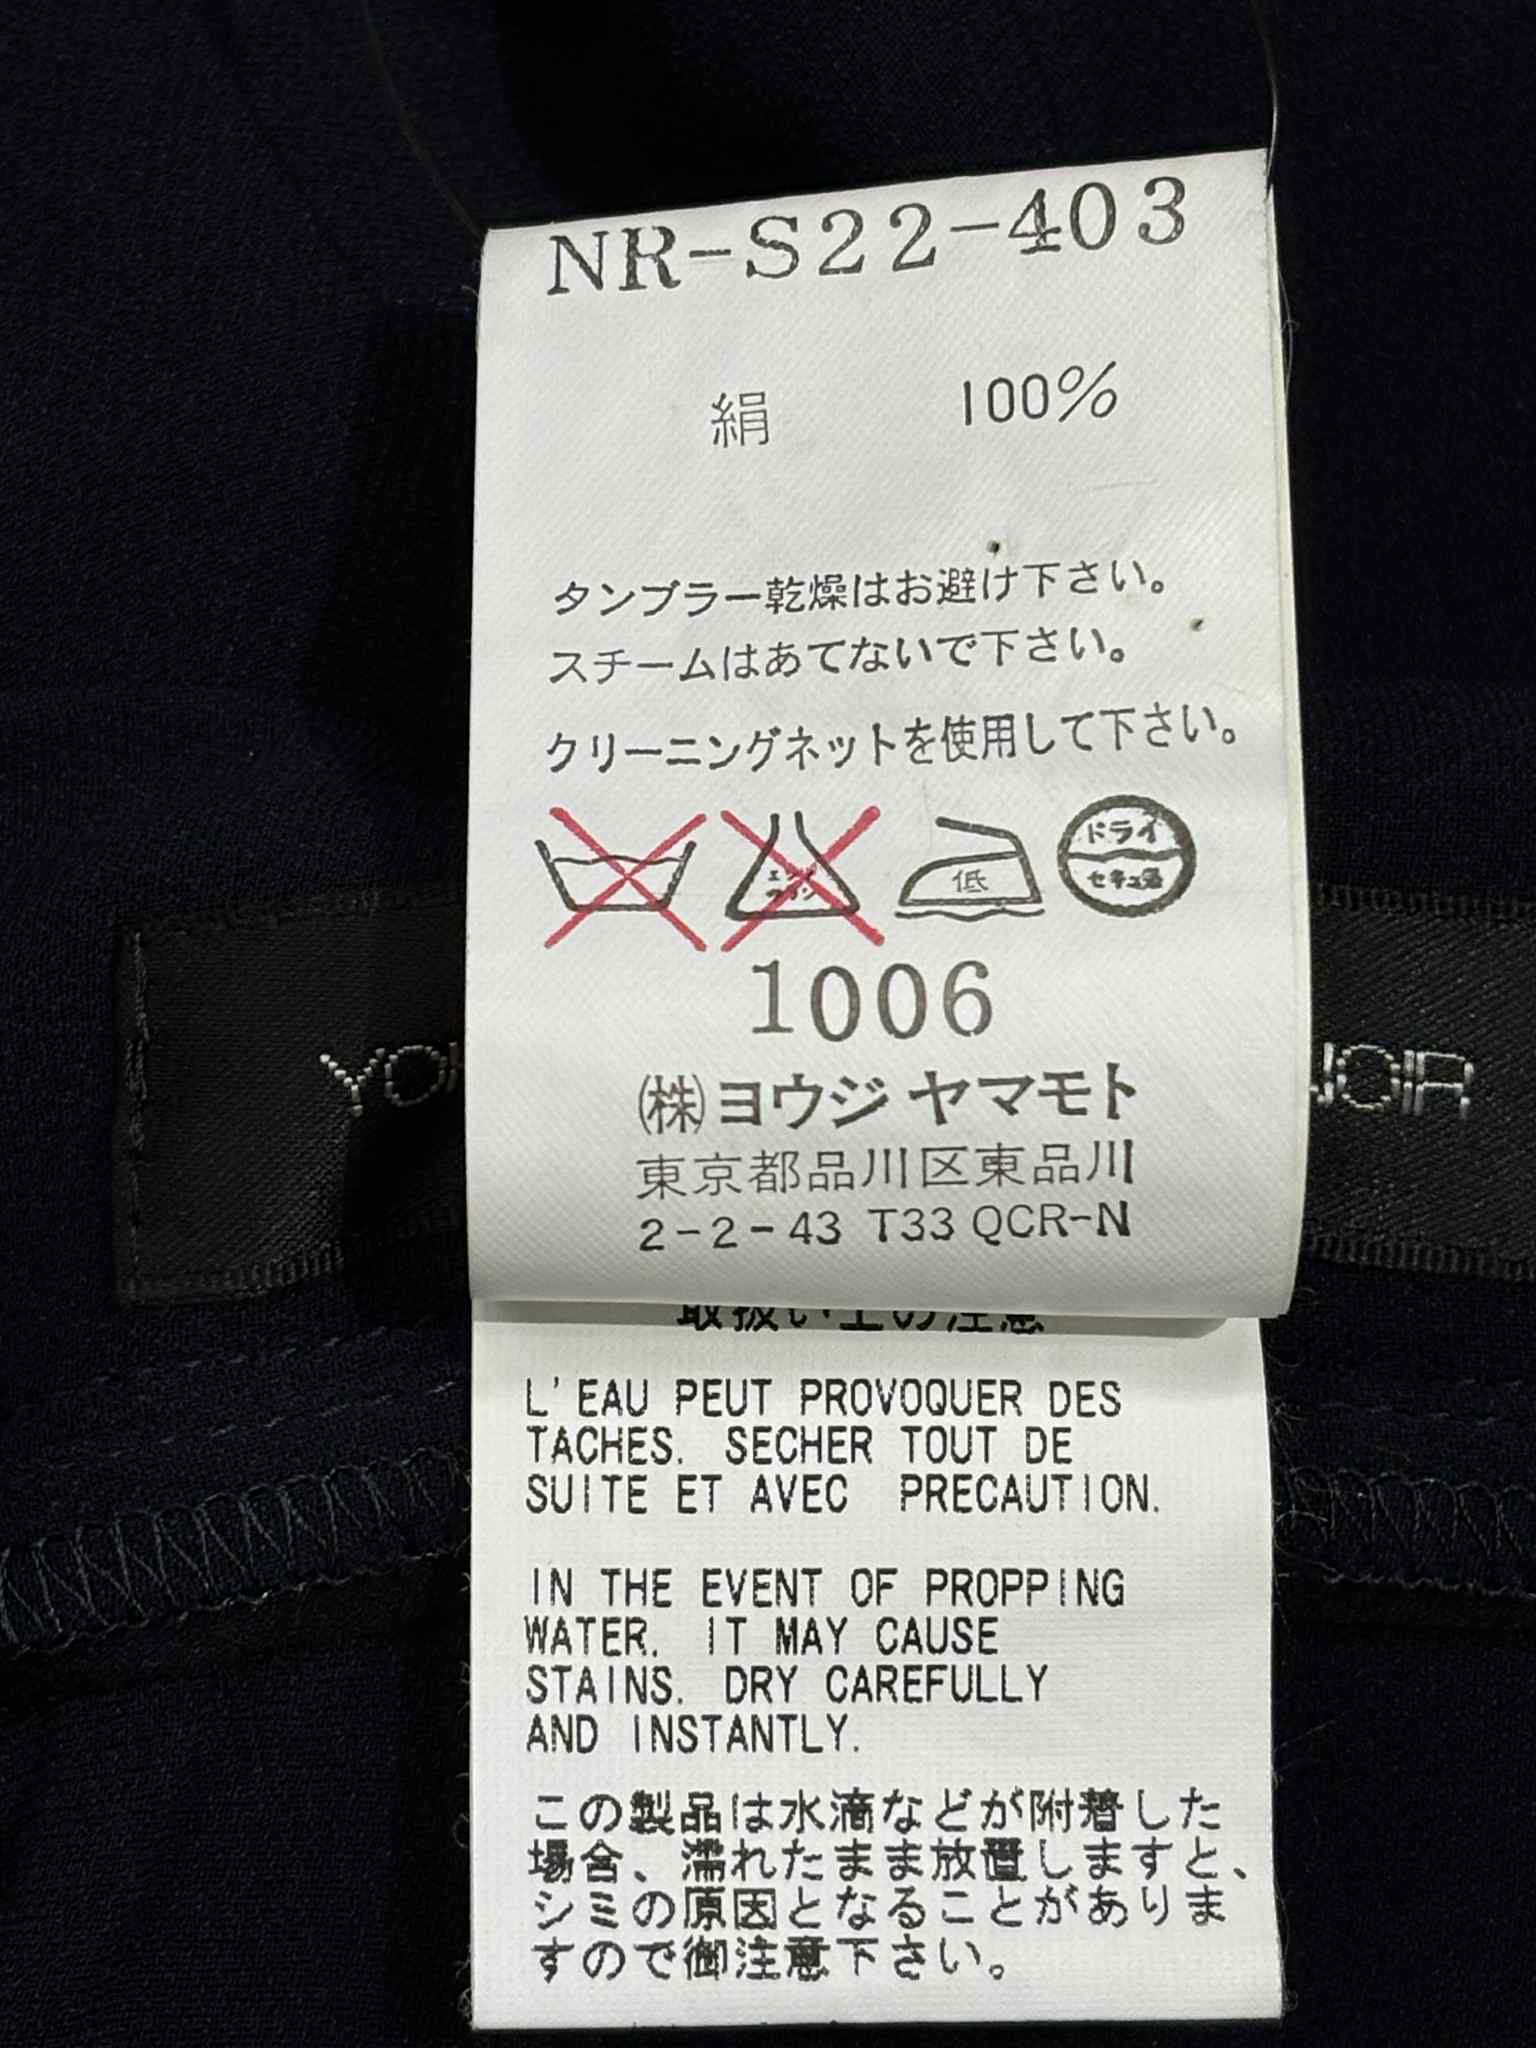 NR-S22-403
絹 100%
タンブラー乾燥はお避け下さい。
スチームはあてないで下さい。
クリーニングネットを使用して下さい。
低
ドライ
セキユ系
1006
㈱ヨウジ ヤマモト
東京都品川区東品川
2-2-43 T33 QCR-N
取扱い上の注意
L'EAU PEUT PROVOQUER DES
TACHES. SECHER TOUT DE
SUITE ET AVEC PRECAUTION.
IN THE EVENT OF PROPPING
WATER. IT MAY CAUSE
STAINS. DRY CAREFULLY
AND INSTANTLY.
この製品は水滴などが附着した
場合、濡れたまま放置しますと、
シミの原因となることがありま
すので御注意下さい。